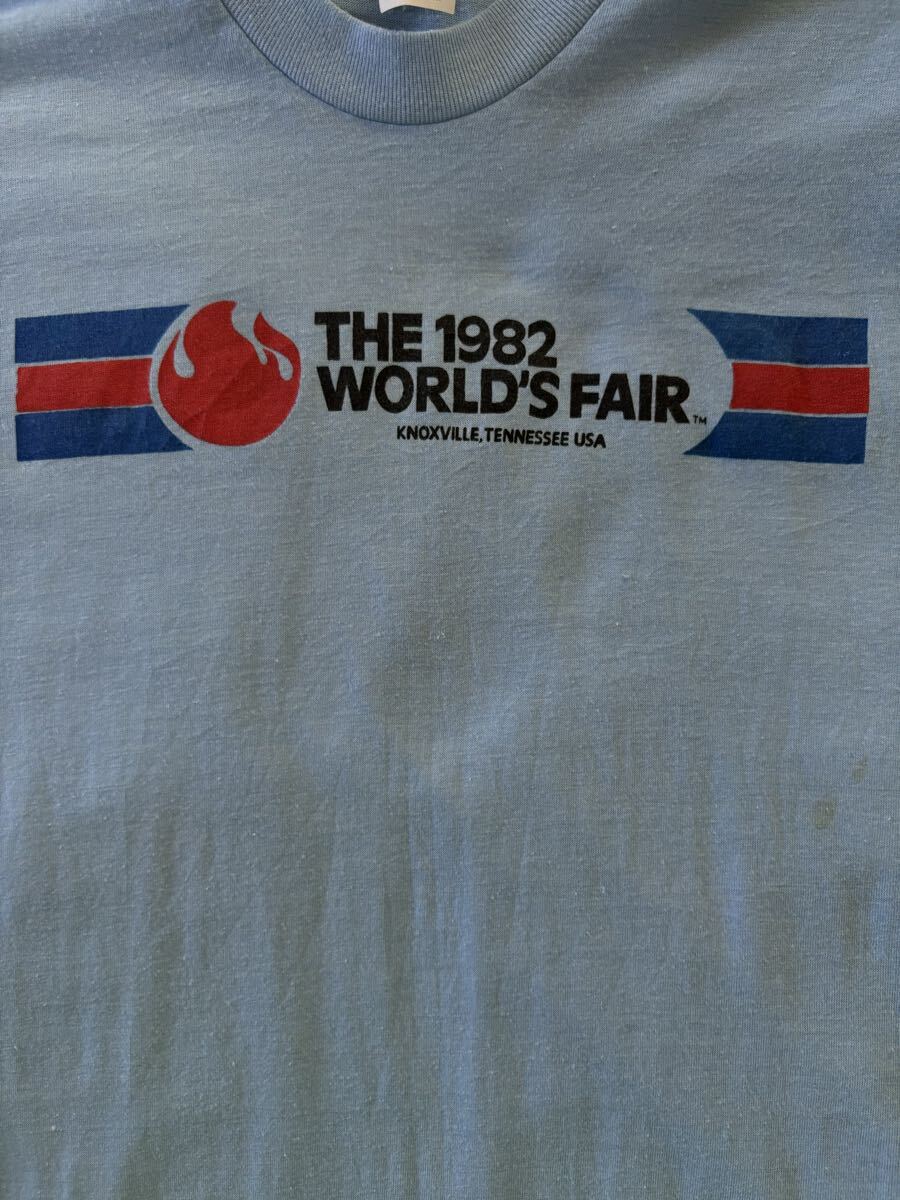 THE 1982
WORLD'S FAIR™
KNOXVILLE, TENNESSEE USA